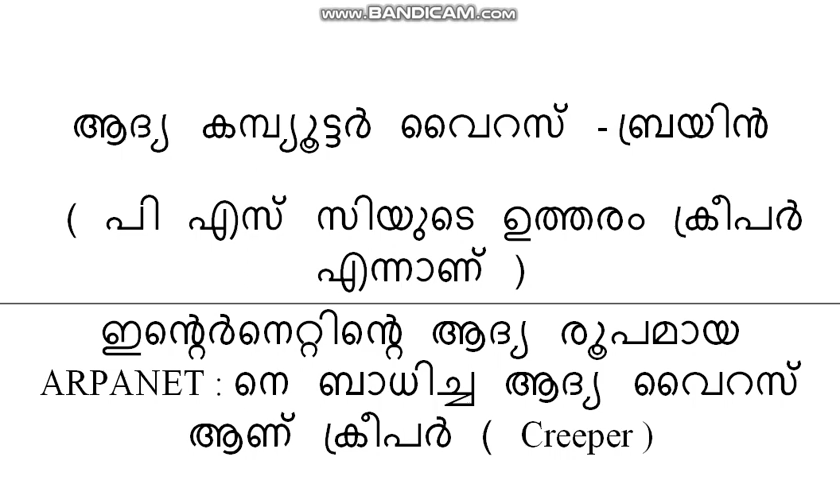 www.BANDICAM.com
ആദ്യ കമ്പ്യൂട്ടർ വൈറസ് -ബ്രയിൻ
( പി എസ് സിയുടെ ഉത്തരം ക്രീപർ
എന്നാണ് )
ഇന്റെർനെറ്റിന്റെ ആദ്യ രൂപമായ
ARPANET : നെ ബാധിച്ച ആദ്യ വൈറസ്
ആണ് ക്രീപർ ( Creeper )